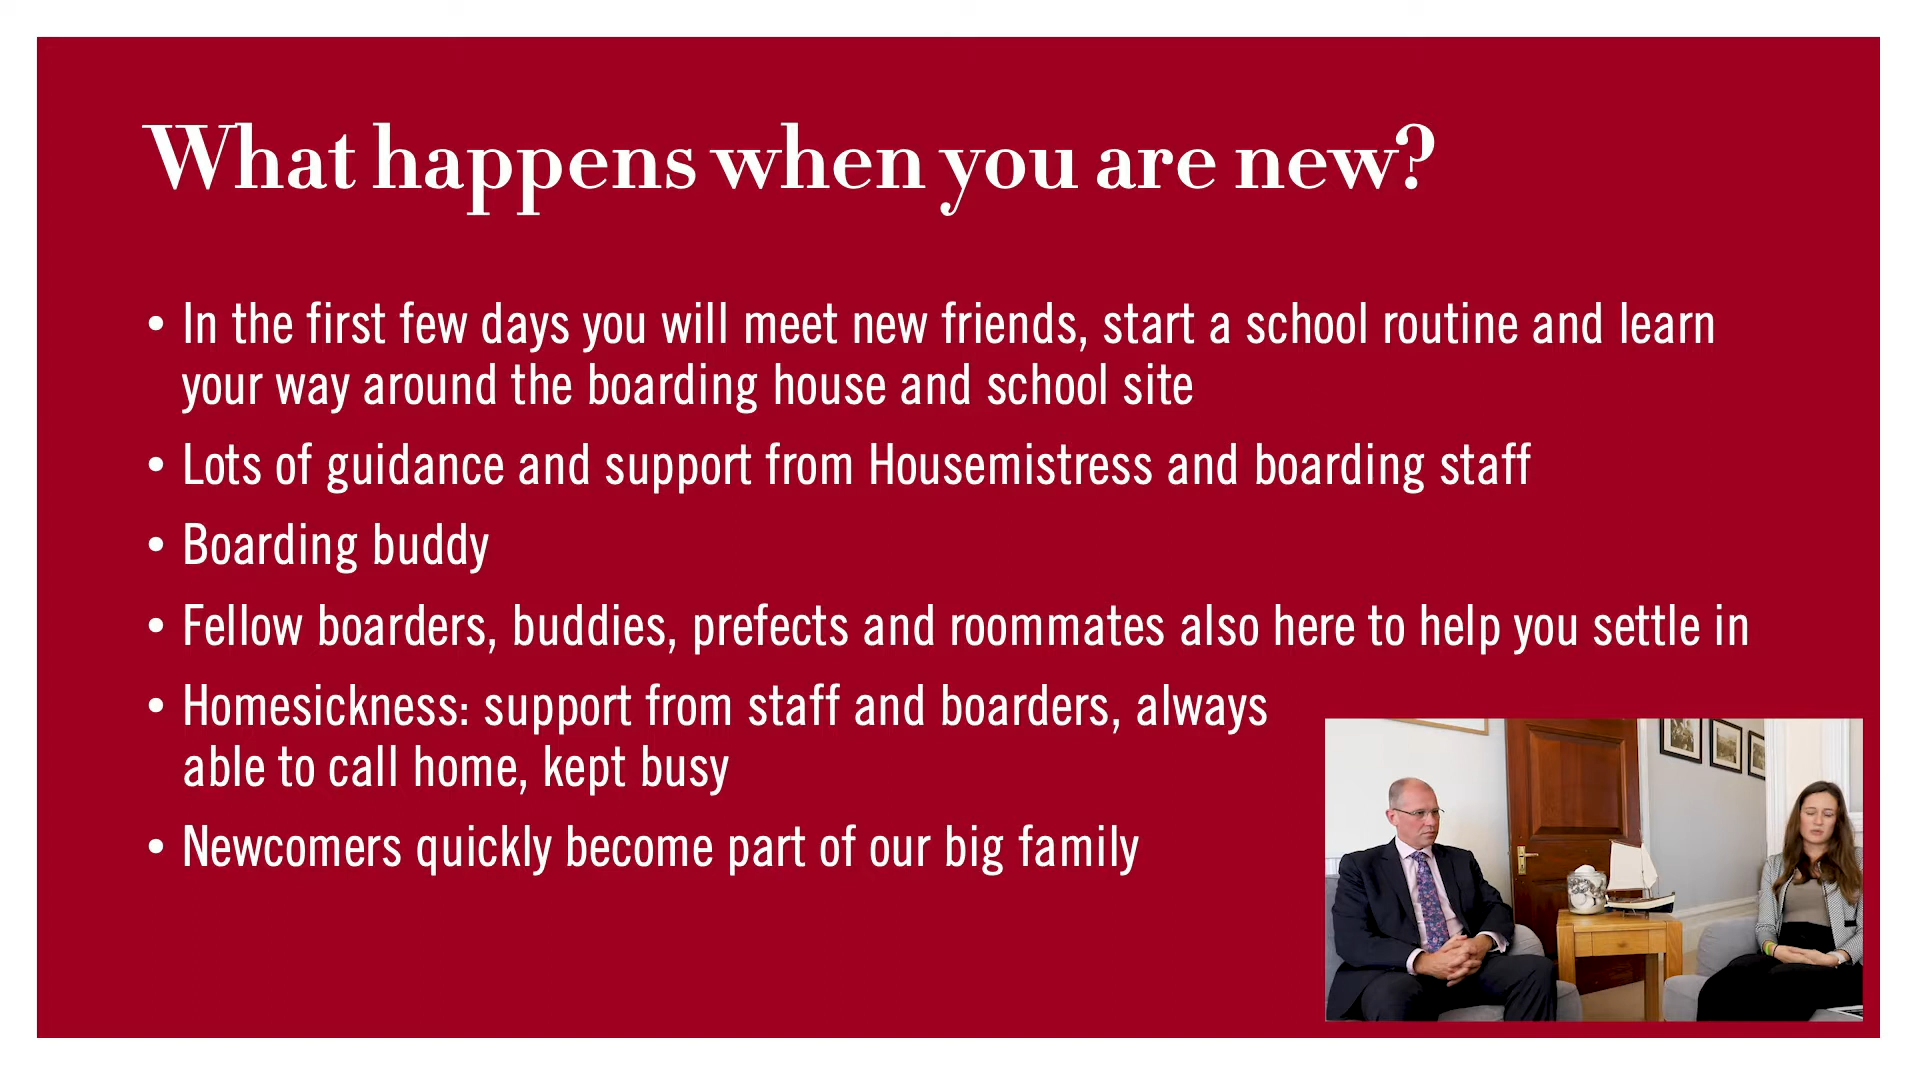 What happens when you are new?
• In the first few days you will meet new friends, start a school routine and learn
your way around the boarding house and school site
• Lots of guidance and support from Housemistress and boarding staff
• Boarding buddy
• Fellow boarders, buddies, prefects and roommates also here to help you settle in
• Homesickness: support from staff and boarders, always
able to call home, kept busy
• Newcomers quickly become part of our big family